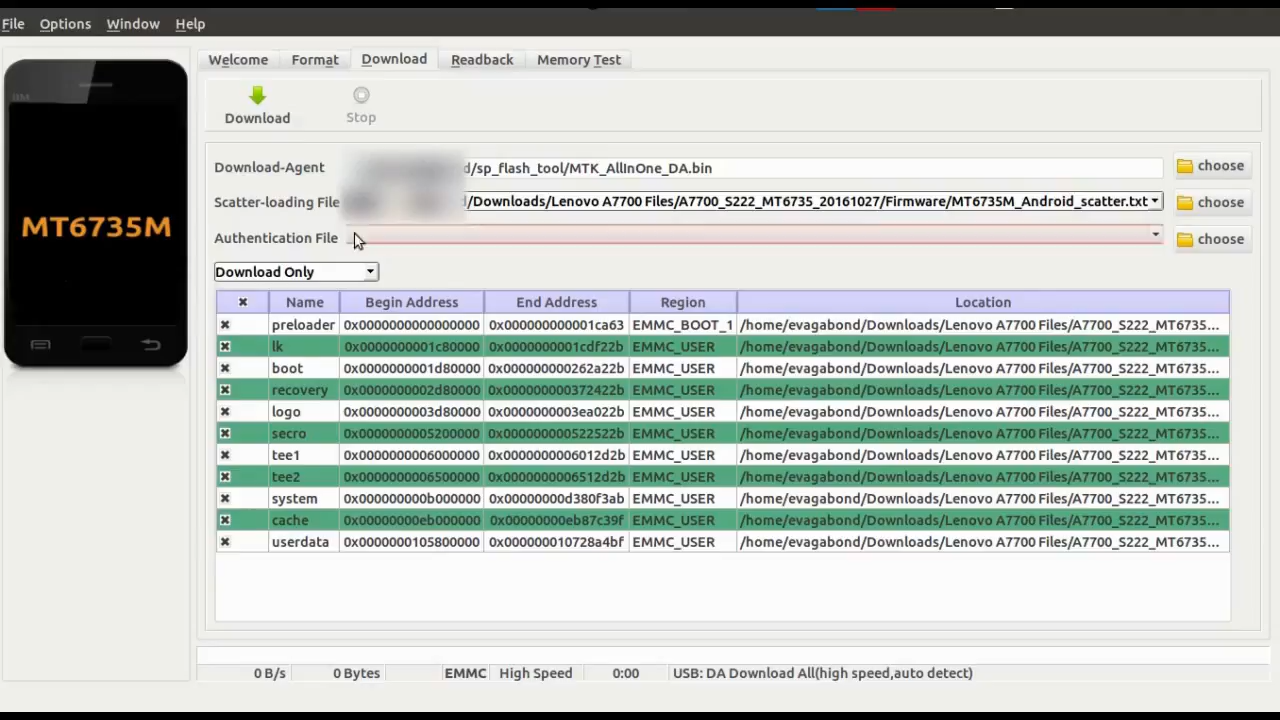 File Options Window Help
Welcome Format Download Readback Memory Test
Download Stop
MT6735M
Download-Agent d/sp_flash_tool/MTK_AllInOne_DA.bin choose
Scatter-loading File /Downloads/Lenovo A7700 Files/A7700_S222_MT6735_20161027/Firmware/MT6735M_Android_scatter.txt choose
Authentication File choose
Download Only
Name Begin Address End Address Region Location
preloader 0x0000000000000000 0x000000000001ca63 EMMC_BOOT_1 /home/evagabond/Downloads/Lenovo A7700 Files/A7700_S222_MT6735...
lk 0x0000000001c80000 0x0000000001cdf22b EMMC_USER /home/evagabond/Downloads/Lenovo A7700 Files/A7700_S222_MT6735...
boot 0x0000000001d80000 0x000000000262a22b EMMC_USER /home/evagabond/Downloads/Lenovo A7700 Files/A7700_S222_MT6735...
recovery 0x0000000002d80000 0x000000000372422b EMMC_USER /home/evagabond/Downloads/Lenovo A7700 Files/A7700_S222_MT6735...
logo 0x0000000003d80000 0x0000000003ea022b EMMC_USER /home/evagabond/Downloads/Lenovo A7700 Files/A7700_S222_MT6735...
secro 0x0000000005200000 0x000000000522522b EMMC_USER /home/evagabond/Downloads/Lenovo A7700 Files/A7700_S222_MT6735...
tee1 0x0000000006000000 0x0000000006012d2b EMMC_USER /home/evagabond/Downloads/Lenovo A7700 Files/A7700_S222_MT6735...
tee2 0x0000000006500000 0x0000000006512d2b EMMC_USER /home/evagabond/Downloads/Lenovo A7700 Files/A7700_S222_MT6735...
system 0x000000000b000000 0x00000000d380f3ab EMMC_USER /home/evagabond/Downloads/Lenovo A7700 Files/A7700_S222_MT6735...
cache 0x00000000eb000000 0x00000000eb87c39f EMMC_USER /home/evagabond/Downloads/Lenovo A7700 Files/A7700_S222_MT6735...
userdata 0x0000000105800000 0x000000010728a4bf EMMC_USER /home/evagabond/Downloads/Lenovo A7700 Files/A7700_S222_MT6735...
0 B/s 0 Bytes EMMC High Speed 0:00 USB: DA Download All(high speed,auto detect)